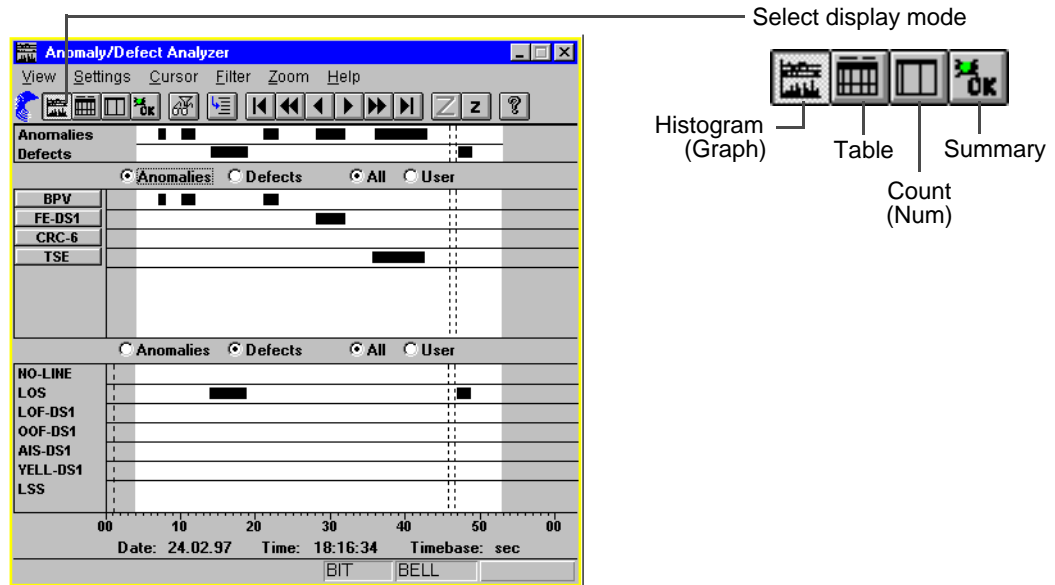 Select display mode
Anomaly/Defect Analyzer
View Settings Cursor Filter Zoom Help
OK Z z ?
Anomalies
Defects
Anomalies Defects All User
BPV
FE-DS1
CRC-6
TSE
Anomalies Defects All User
NO-LINE
LOS
LOF-DS1
OOF-DS1
AIS-DS1
YELL-DS1
LSS
00 10 20 30 40 50 00
Date: 24.02.97 Time: 18:16:34 Timebase: sec
BIT BELL
OK
Histogram
(Graph)
Table
Summary
Count
(Num)